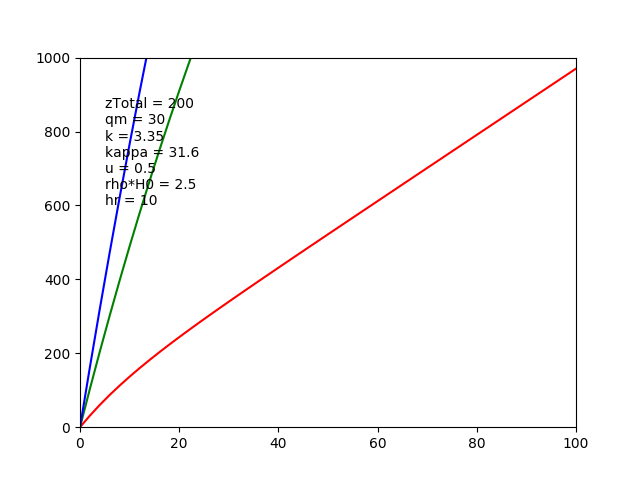 1000
800
600
400
200
0
zTotal = 200
qm = 30
k = 3.35
kappa = 31.6
u = 0.5
rho*H0 = 2.5
hr = 10
0 20 40 60 80 100